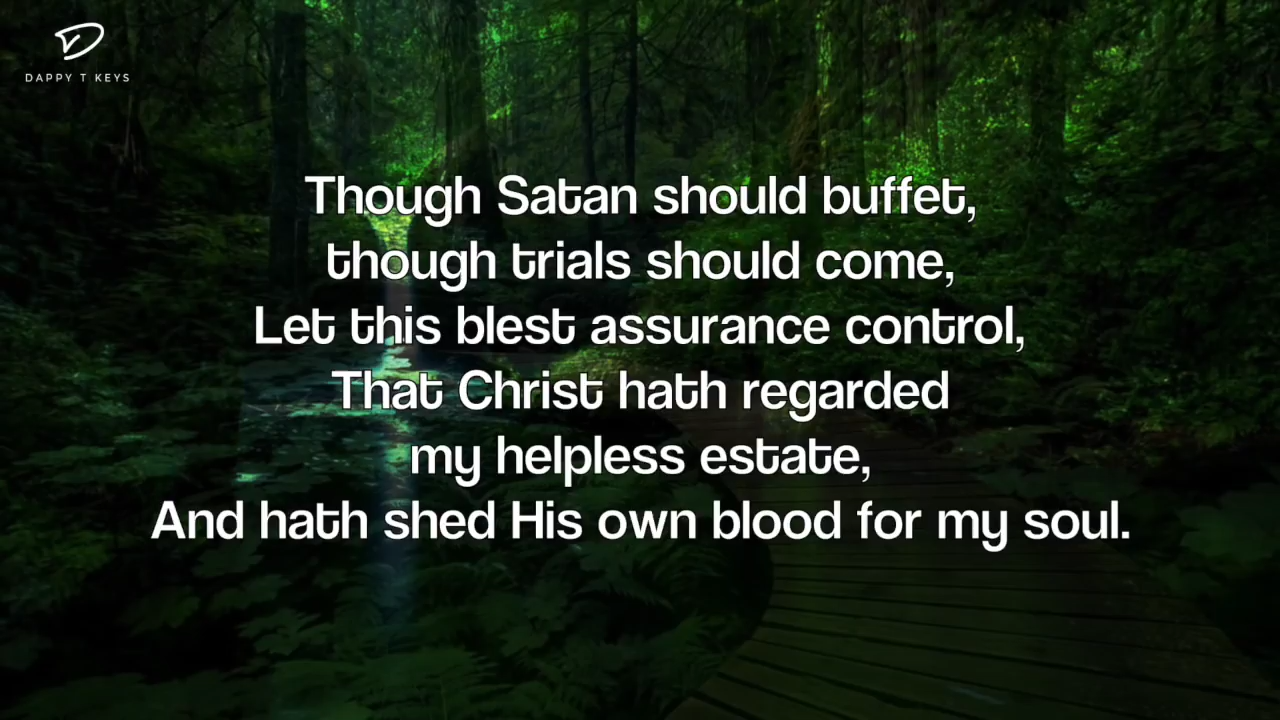 DAPPY T KEYS
Though Satan should buffet,
though trials should come,
Let this blest assurance control,
That Christ hath regarded
my helpless estate,
And hath shed His own blood for my soul.